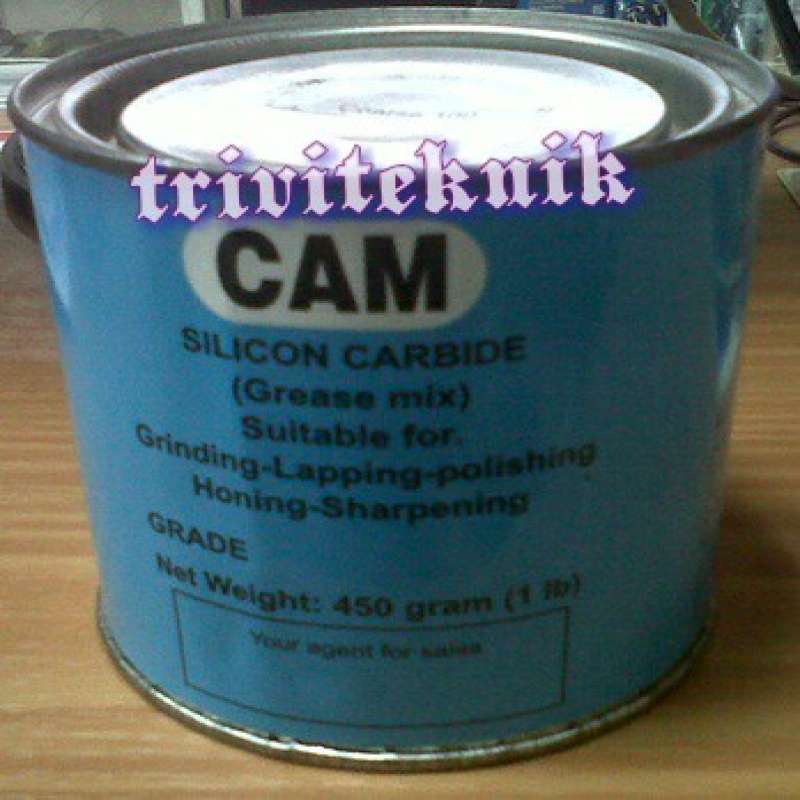 triviteknik
CAM
SILICON CARBIDE
(Grease mix)
Suitable for.
Grinding-Lapping-polishing
Honing-Sharpening
GRADE
Net Weight: 450 gram (1 lb)
Your agent for sales